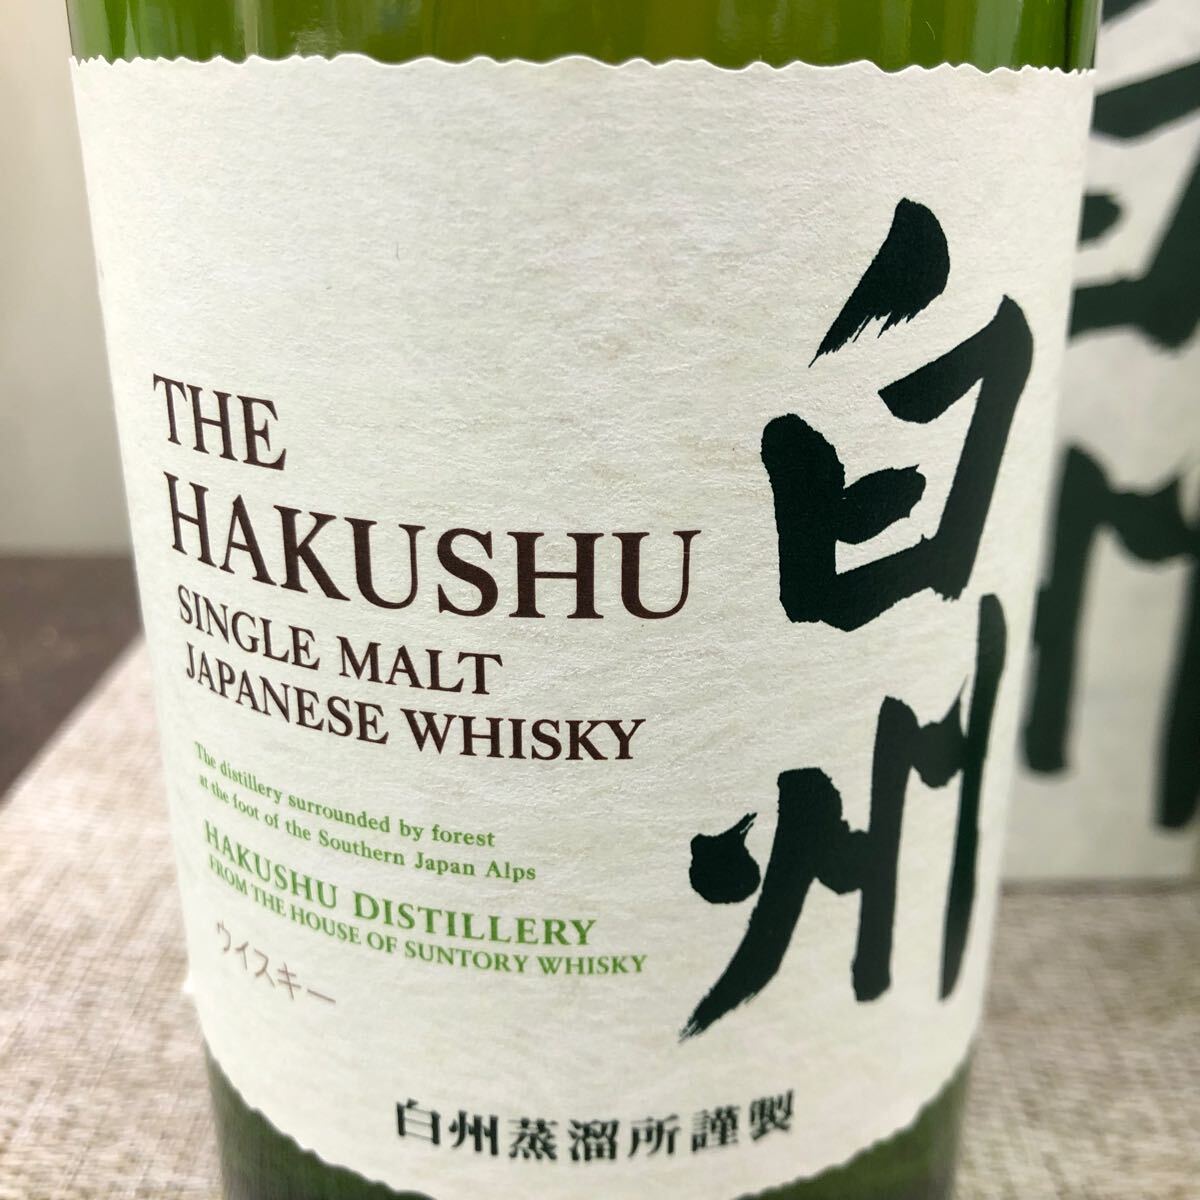 THE
HAKUSHU
SINGLE MALT
JAPANESE WHISKY
The distillery surrounded by forest
at the foot of the Southern Japan Alps
HAKUSHU DISTILLERY
FROM THE HOUSE OF SUNTORY WHISKY
ウイスキー
白州
白州蒸溜所謹製
白州